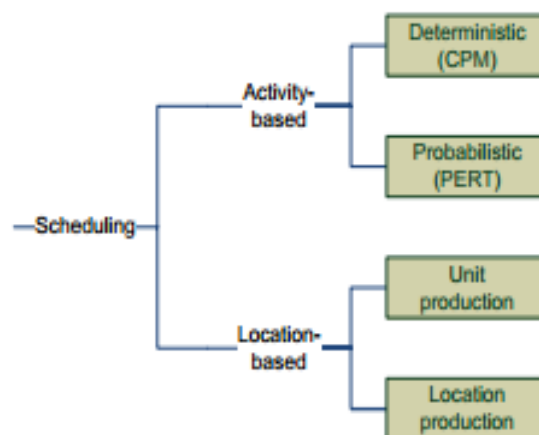 Deterministic
(CPM)
Activity-
based
Probabilistic
(PERT)
Scheduling
Unit
production
Location-
based
Location
production